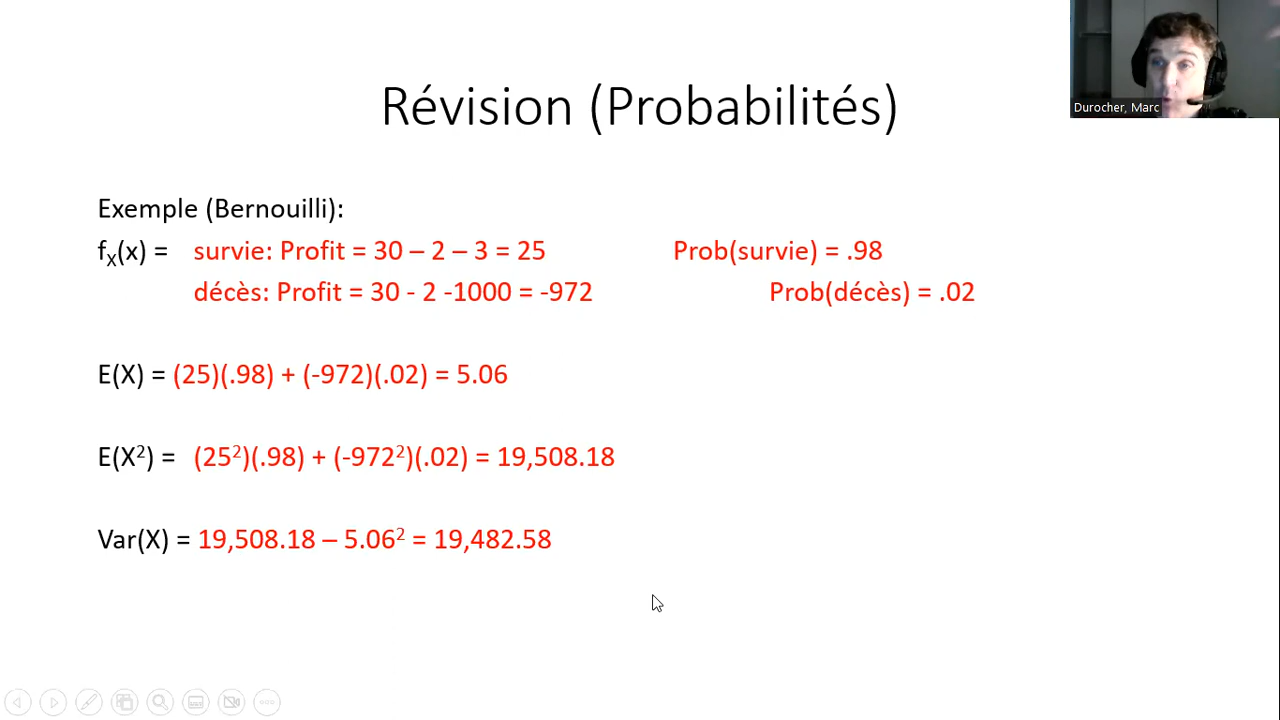 Durocher, Marc
Révision (Probabilités)
Exemple (Bernouilli):
fX(x) = survie: Profit = 30 – 2 – 3 = 25 Prob(survie) = .98
décès: Profit = 30 - 2 -1000 = -972 Prob(décès) = .02
E(X) = (25)(.98) + (-972)(.02) = 5.06
E(X²) = (25²)(.98) + (-972²)(.02) = 19,508.18
Var(X) = 19,508.18 – 5.06² = 19,482.58